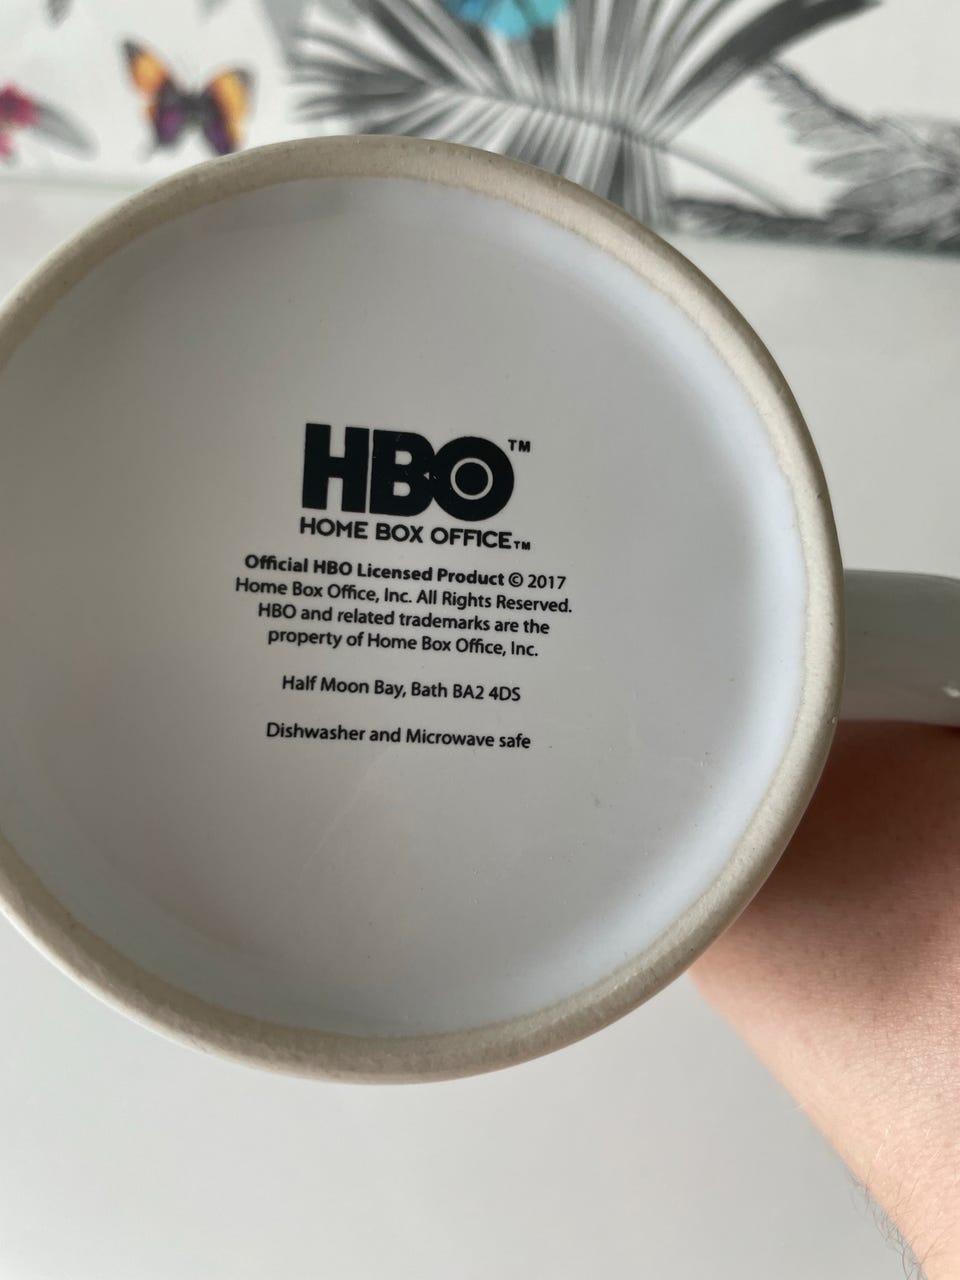 HBO™
HOME BOX OFFICE™
Official HBO Licensed Product © 2017
Home Box Office, Inc. All Rights Reserved.
HBO and related trademarks are the
property of Home Box Office, Inc.
Half Moon Bay, Bath BA2 4DS
Dishwasher and Microwave safe